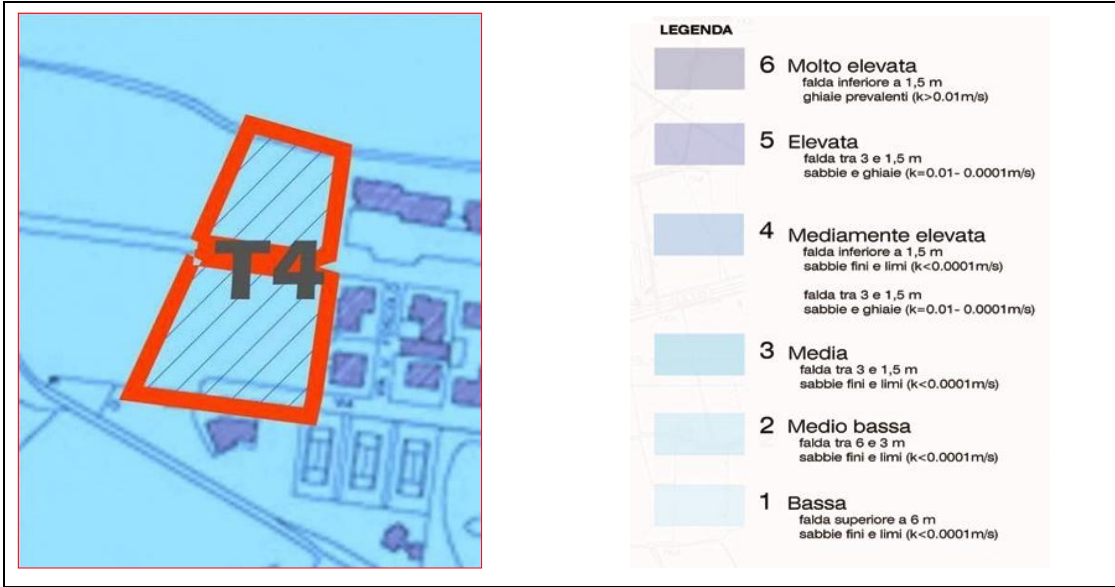 T4
LEGENDA
6 Molto elevata
falda inferiore a 1,5 m
ghiaie prevalenti (k>0.01m/s)
5 Elevata
falda tra 3 e 1,5 m
sabbie e ghiaie (k=0.01- 0.0001m/s)
4 Mediamente elevata
falda inferiore a 1,5 m
sabbie fini e limi (k<0.0001m/s)
falda tra 3 e 1,5 m
sabbie e ghiaie (k=0.01- 0.0001m/s)
3 Media
falda tra 3 e 1,5 m
sabbie fini e limi (k<0.0001m/s)
2 Medio bassa
falda tra 6 e 3 m
sabbie fini e limi (k<0.0001m/s)
1 Bassa
falda superiore a 6 m
sabbie fini e limi (k<0.0001m/s)